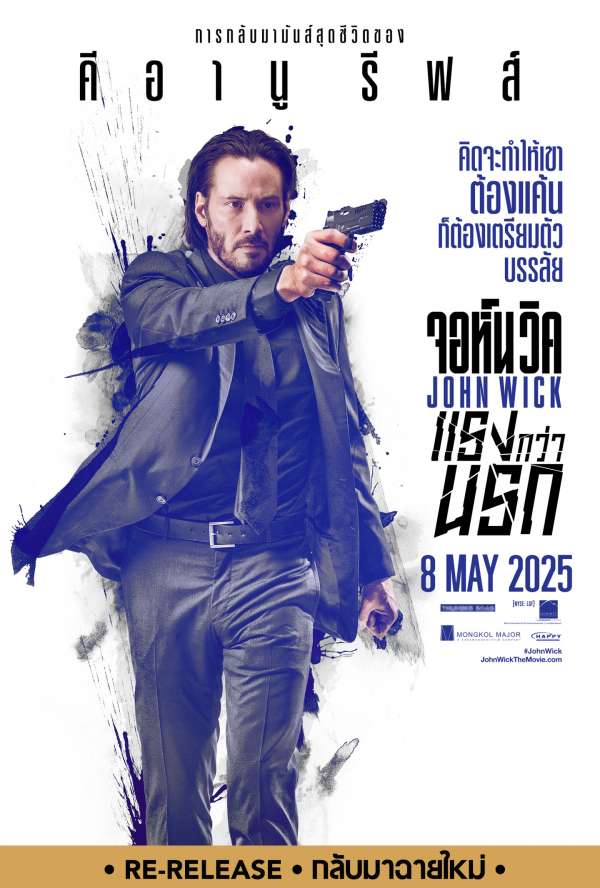 การกลับมามันส์สุดชีวิตของ
คีอานู รีฟส์
คิดจะทำให้เขา
ต้องแค้น
ก็ต้องเตรียมตัว
บรรลัย
จอห์น วิค
JOHN WICK
แรงกว่า
นรก
8 MAY 2025
[NYSE: LGF]
MONGKOL MAJOR
HAPPY
#JohnWick
JohnWickTheMovie.com
• RE-RELEASE • กลับมาฉายใหม่ •